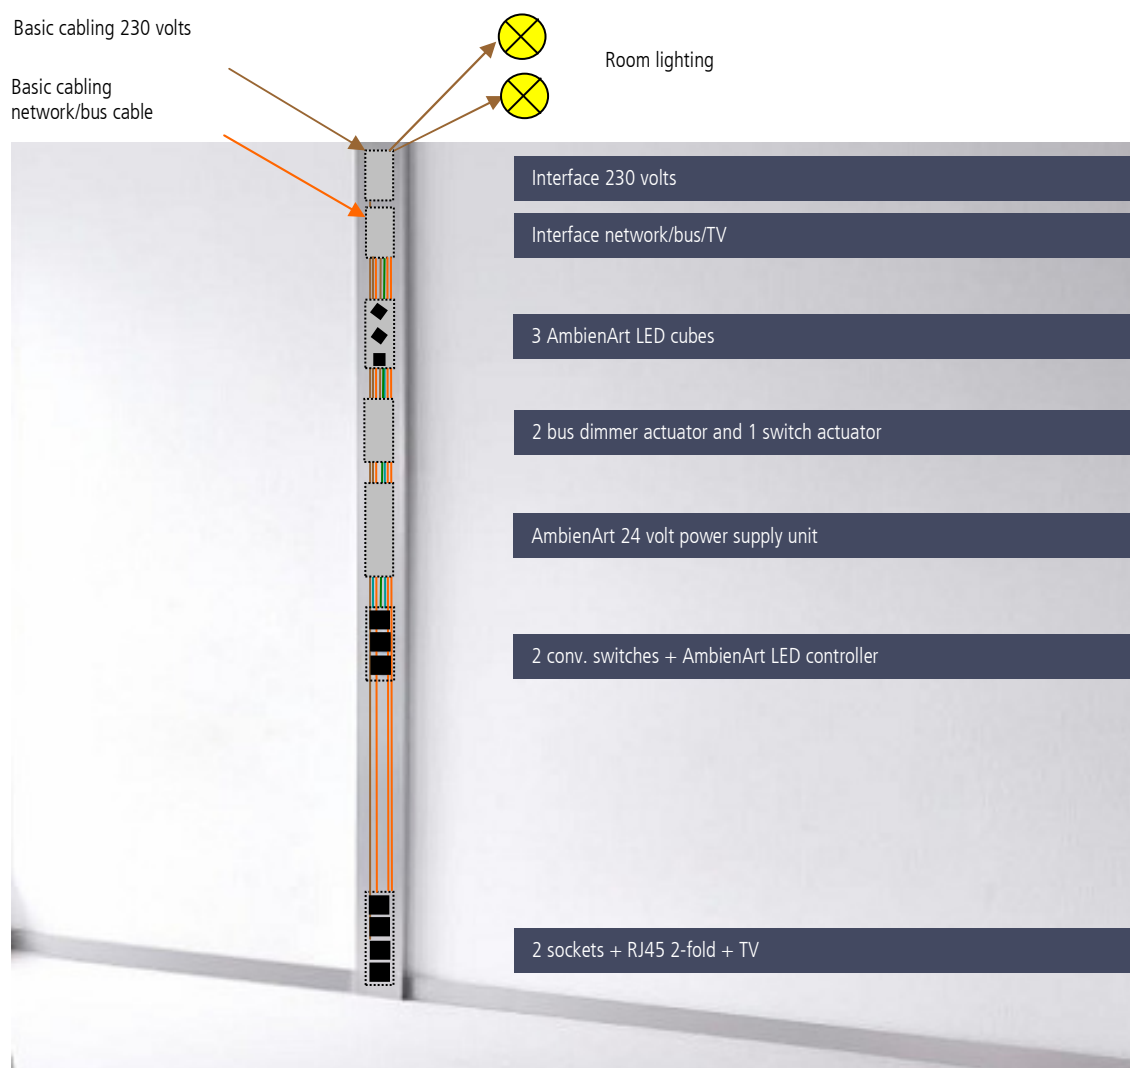 Basic cabling 230 volts
Room lighting
Basic cabling
network/bus cable
Interface 230 volts
Interface network/bus/TV
3 AmbienArt LED cubes
2 bus dimmer actuator and 1 switch actuator
AmbienArt 24 volt power supply unit
2 conv. switches + AmbienArt LED controller
2 sockets + RJ45 2-fold + TV